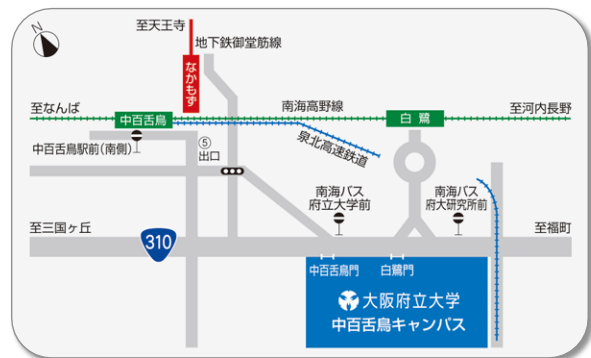 N
至天王寺
地下鉄御堂筋線
なかもず
至なんば
中百舌鳥
南海高野線
白鷺
至河内長野
中百舌鳥駅前(南側)
⑤
出口
泉北高速鉄道
南海バス
府立大学前
南海バス
府大研究所前
至三国ヶ丘
310
至福町
中百舌鳥門
白鷺門
大阪府立大学
中百舌鳥キャンパス